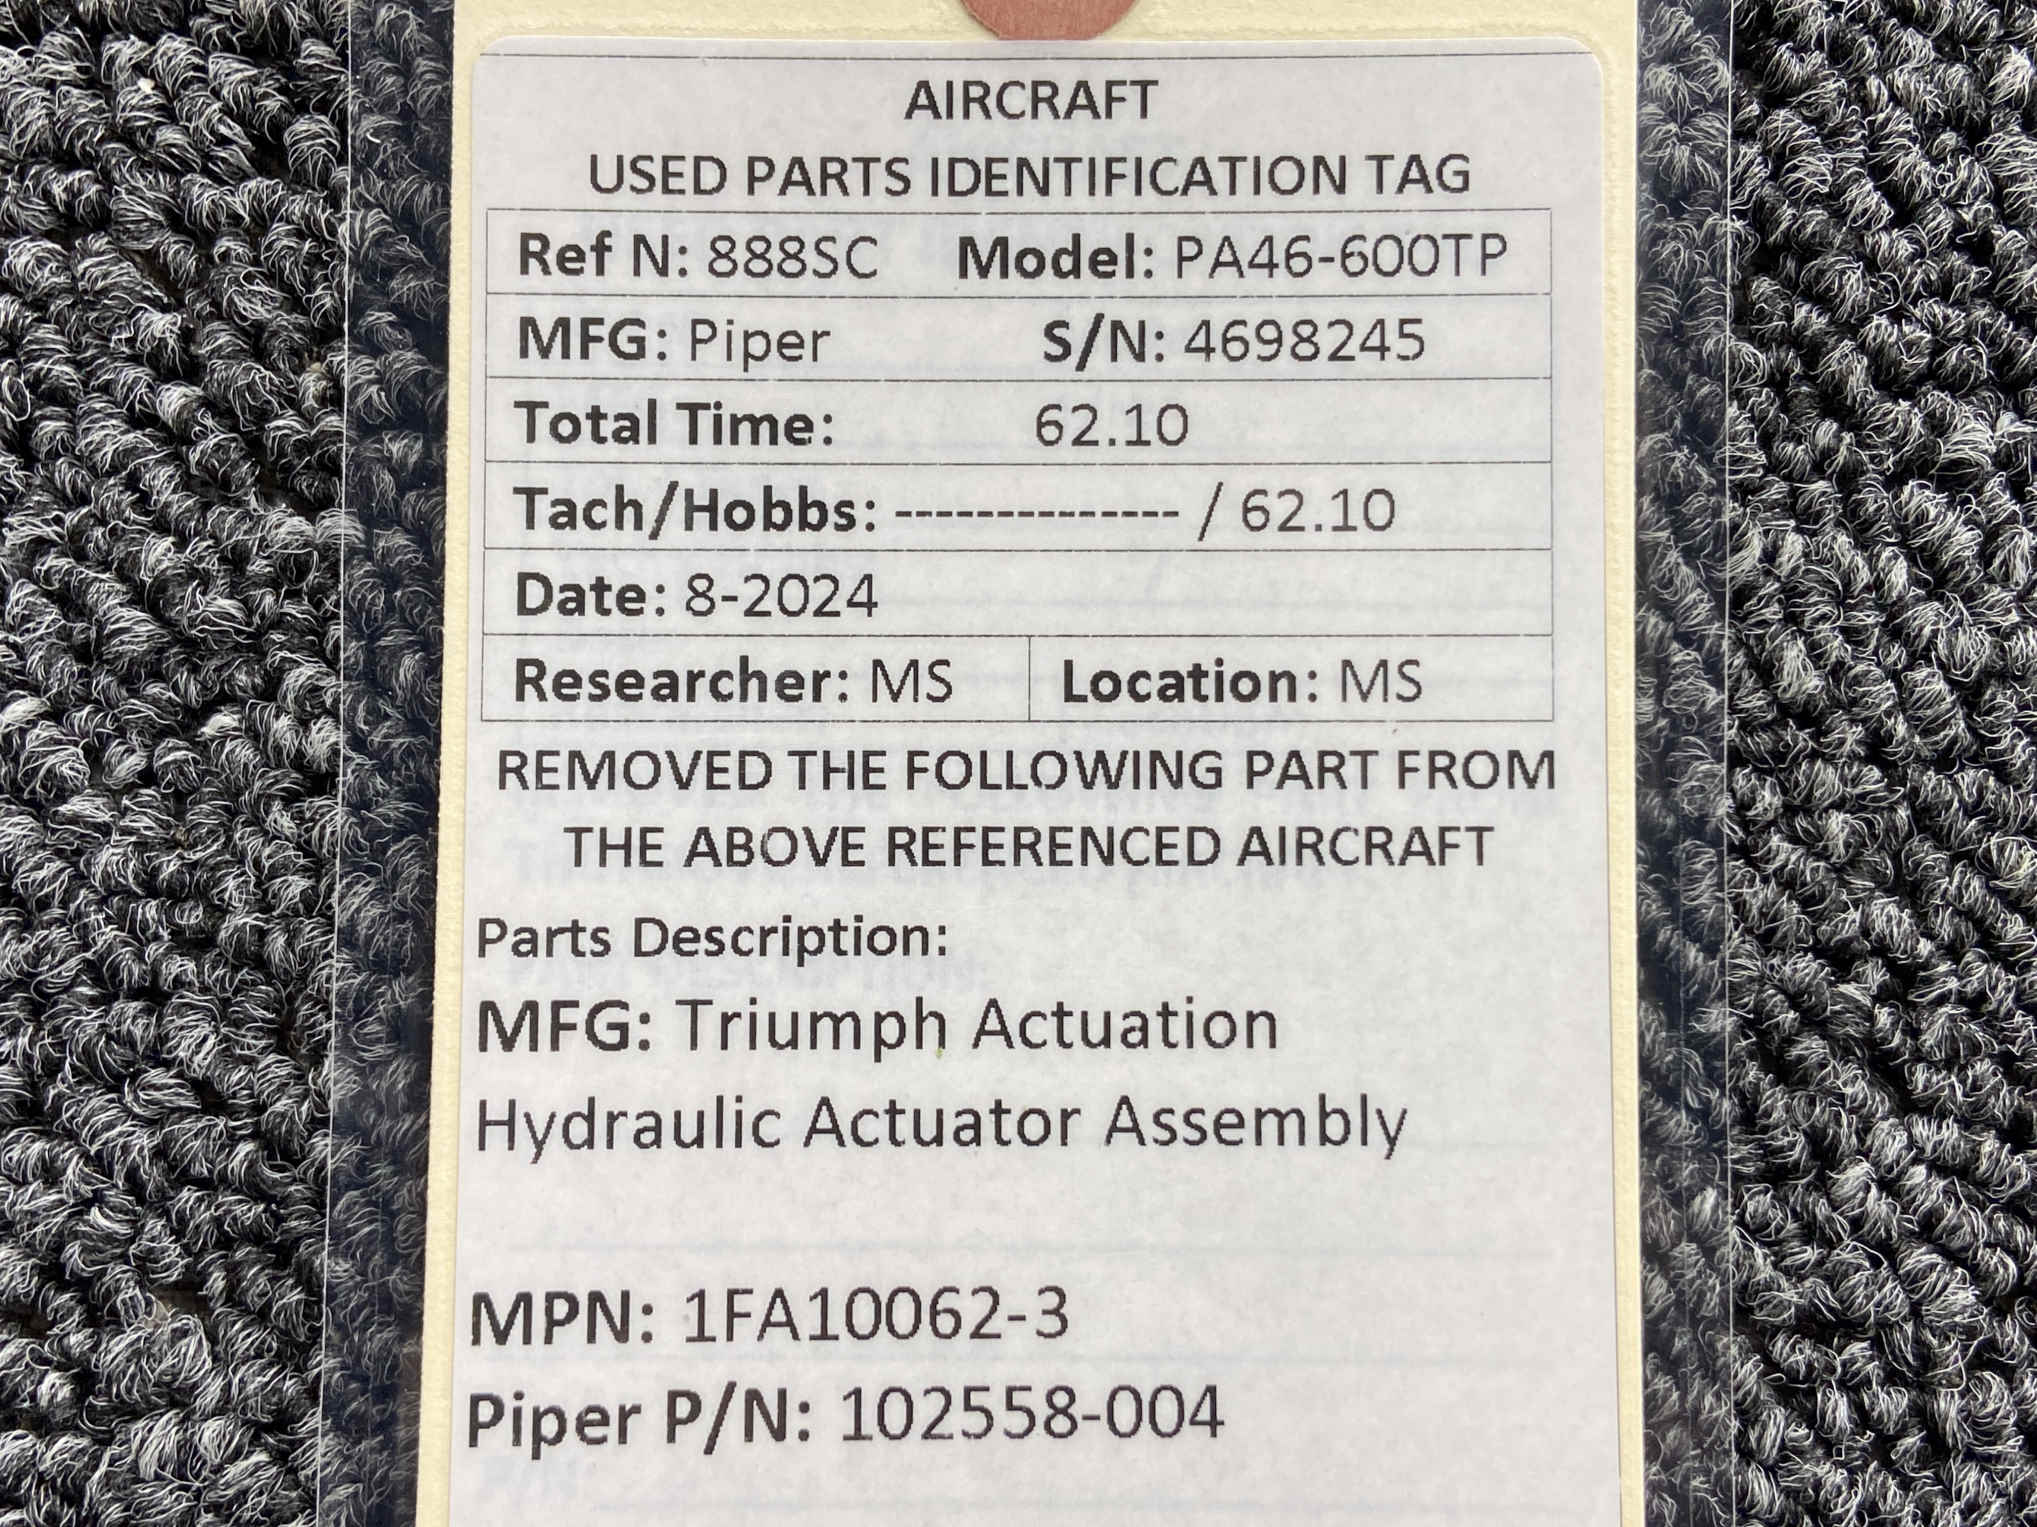 AIRCRAFT
USED PARTS IDENTIFICATION TAG
Ref N: 888SC Model: PA46-600TP
MFG: Piper S/N: 4698245
Total Time: 62.10
Tach/Hobbs: -------------- / 62.10
Date: 8-2024
Researcher: MS Location: MS
REMOVED THE FOLLOWING PART FROM
THE ABOVE REFERENCED AIRCRAFT
Parts Description:
MFG: Triumph Actuation
Hydraulic Actuator Assembly
MPN: 1FA10062-3
Piper P/N: 102558-004